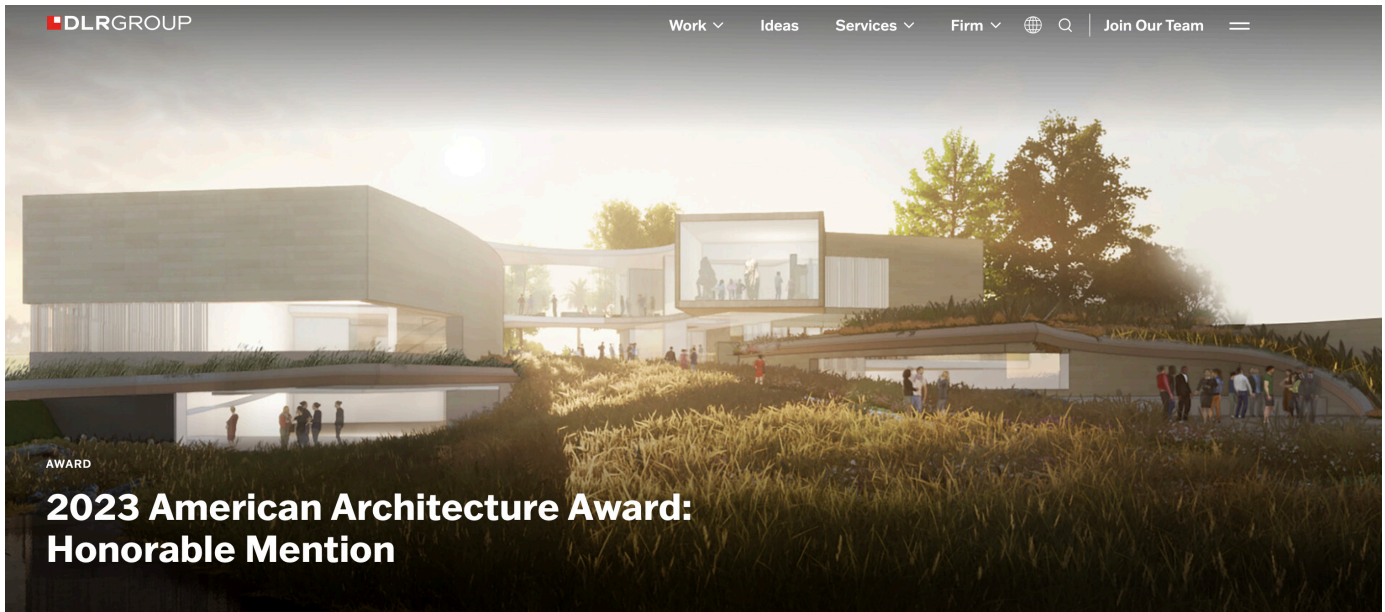 DLRGROUP
Work Ideas Services Firm Join Our Team
AWARD
2023 American Architecture Award:
Honorable Mention